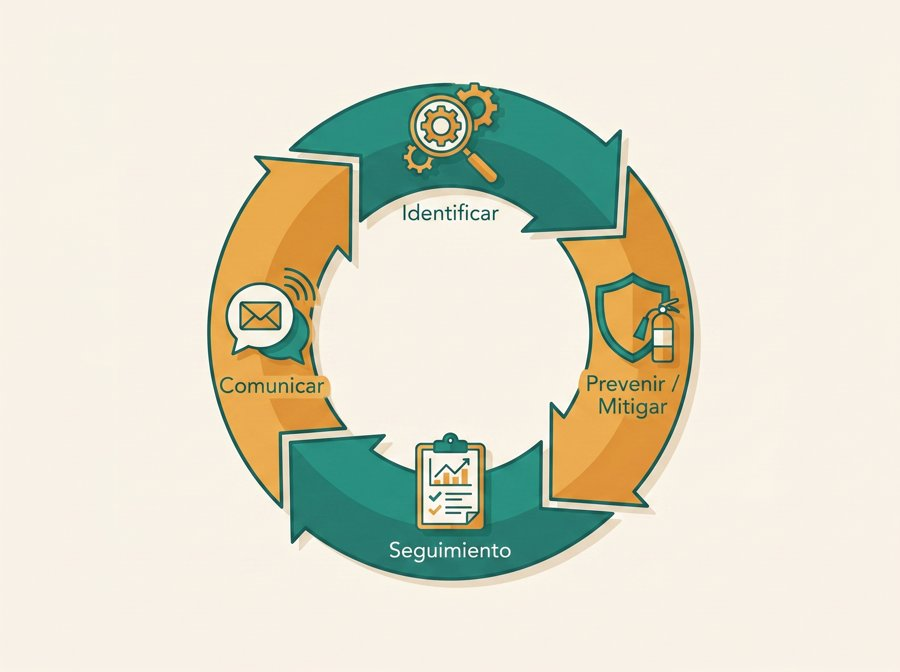 Identificar
Prevenir /
Mitigar
Seguimiento
Comunicar